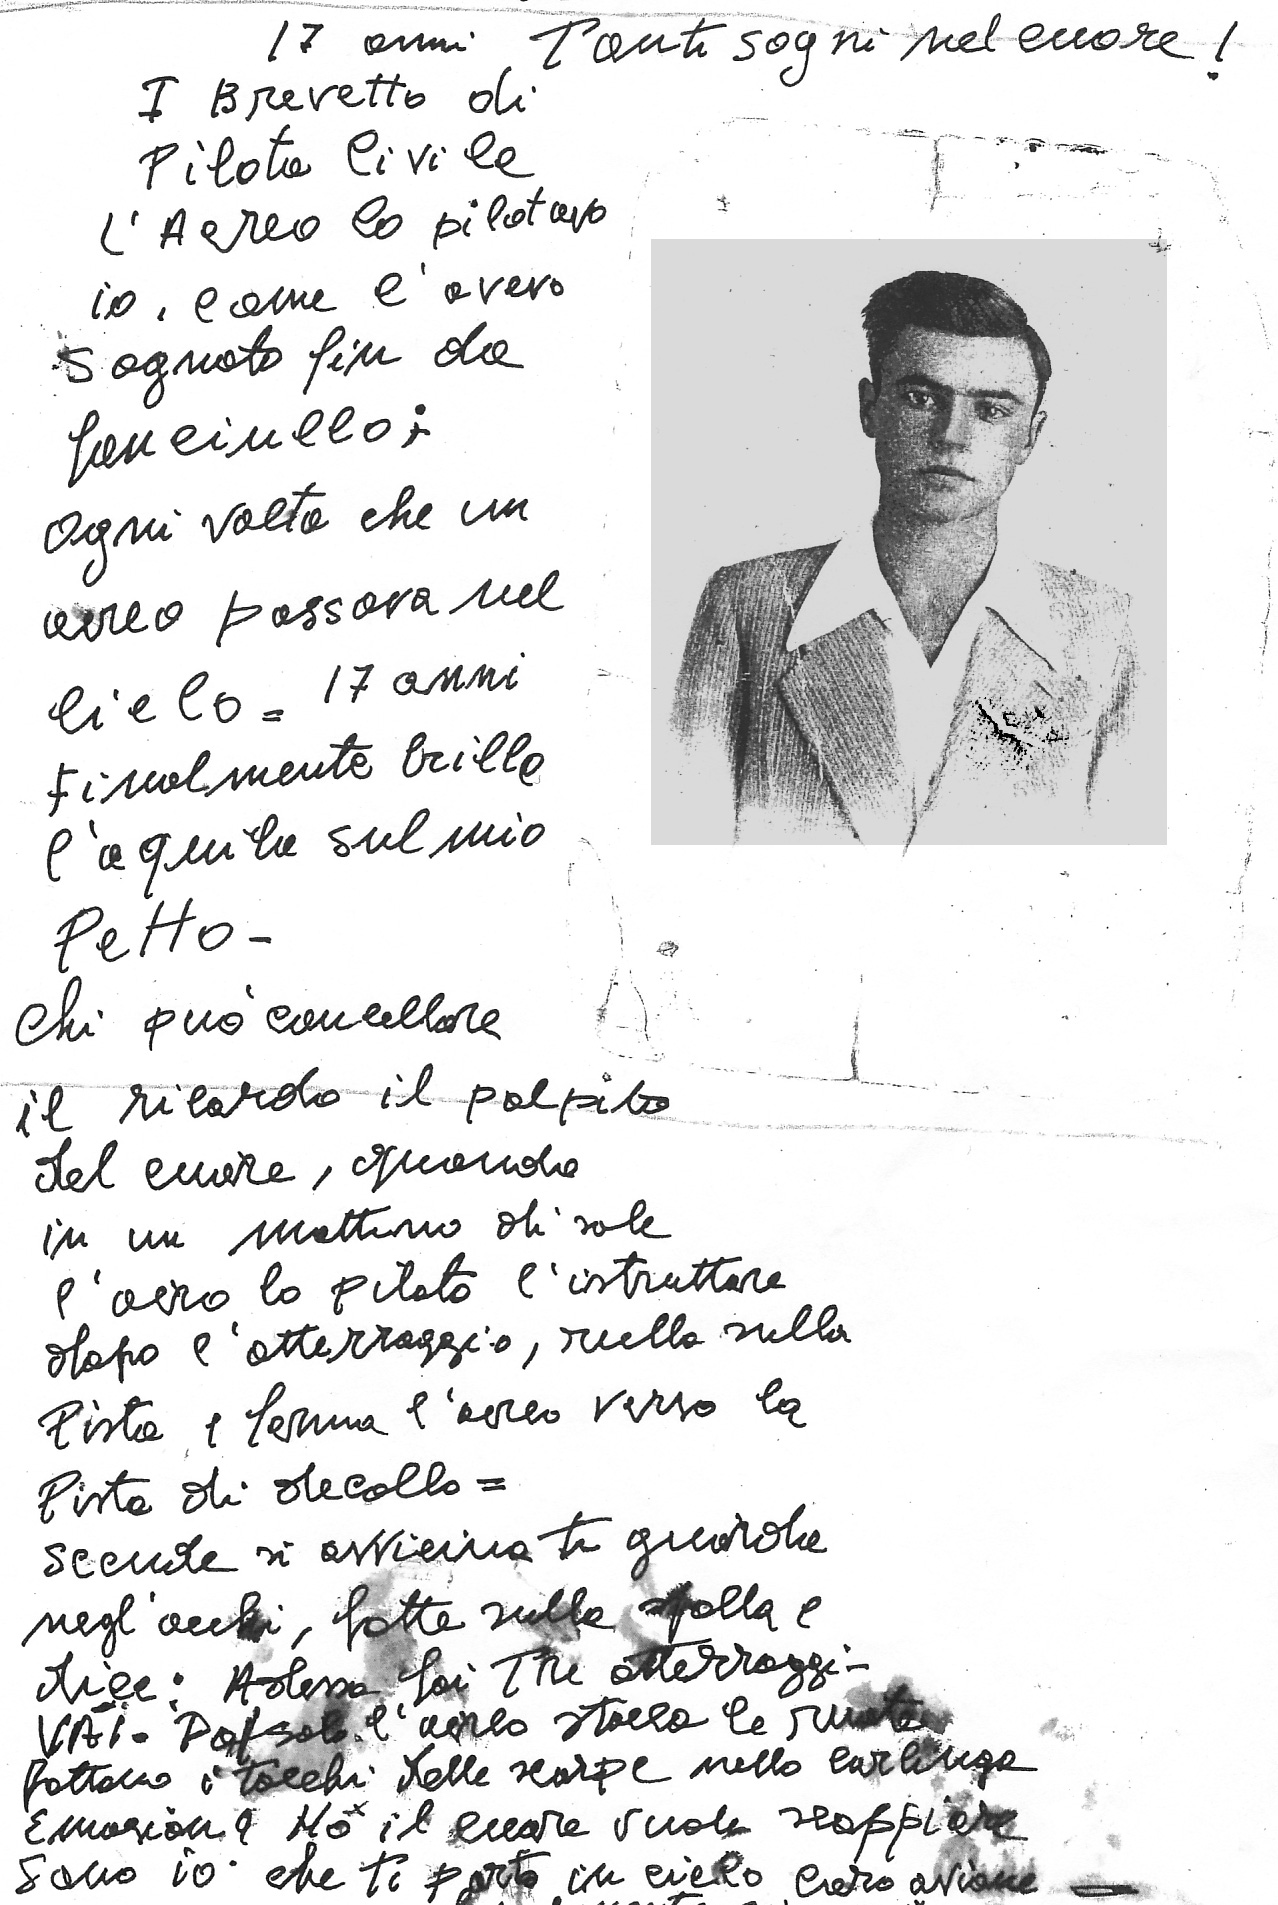 17 anni Tanti sogni nel cuore!
I Brevetto di
Pilota Civile
L'Aereo lo pilotavo
io, come l'avevo
Sognato fin da
fanciullo;
ogni volta che un
aereo passava nel
Cielo = 17 anni
Finalmente brilla
l'aquila sul mio
Petto -
Chi può cancellare
il ricordo il palpito
del cuore, quando
in un mattino di sole
l'aereo lo pilota l'istruttore
dopo l'atterraggio, rulla sulla
Pista e ferma l'aereo verso la
Pista di decollo =
Scende si avvicina ti guarda
negl'occhi, batte sulla spalla e
dice: Adesso fai Tre atterraggi -
VAI. Da solo. l'aereo stacca le ruote
battono i tacchi delle scarpe nella carlinga
Emozion? No il cuore vuole scoppiare
Sono io che ti porto in cielo caro avione